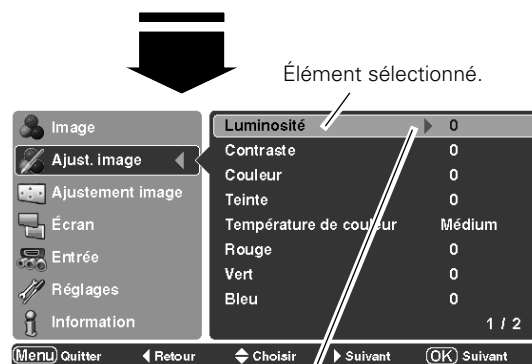 Élément sélectionné.
Image
Ajust. image
Ajustement image
Écran
Entrée
Réglages
Information
Luminosité 0
Contraste 0
Couleur 0
Teinte 0
Température de couleur Médium
Rouge 0
Vert 0
Bleu 0
1 / 2
Menu Quitter Retour Choisir Suivant OK Suivant